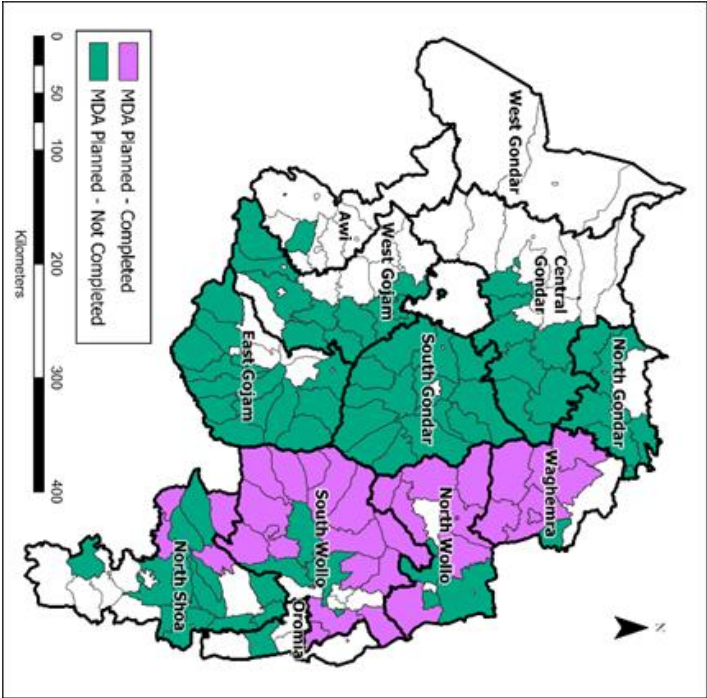 N
West Gondar
Central
Gondar
North Gondar
Awi
West Gojam
South Gondar
Waghemra
East Gojam
North Wollo
South Wollo
Oromia
North Shoa
MDA Planned - Completed
MDA Planned - Not Completed
0 50 100 200 300 400
Kilometers